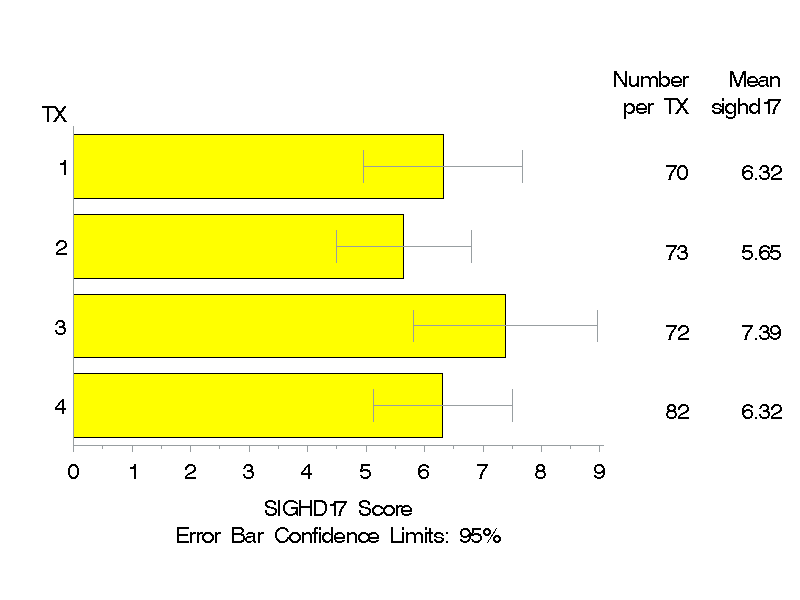 Number Mean
TX per TX sighd17
1 70 6.32
2 73 5.65
3 72 7.39
4 82 6.32
0 1 2 3 4 5 6 7 8 9
SIGHD17 Score
Error Bar Confidence Limits: 95%